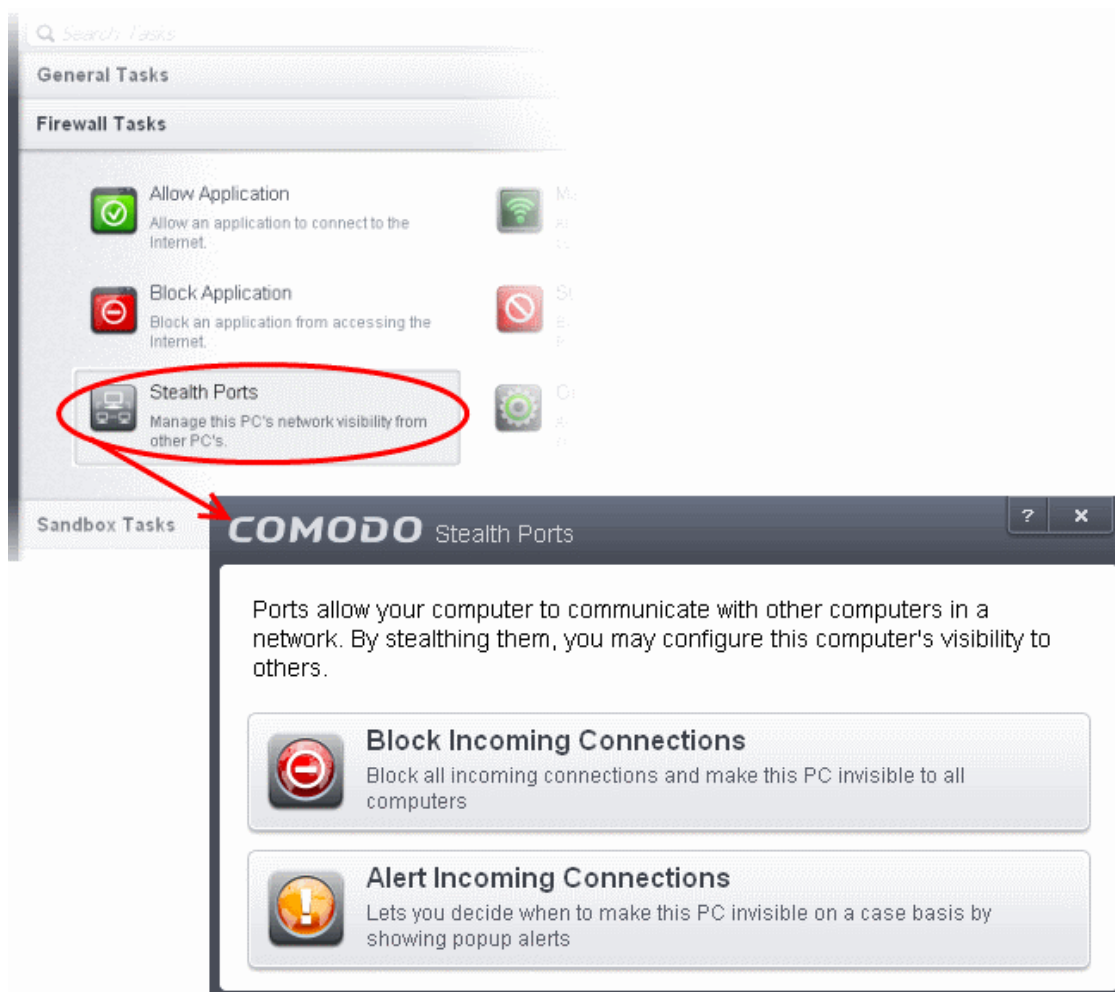 Search Tasks
General Tasks
Firewall Tasks
Allow Application
Allow an application to connect to the
Internet.
Block Application
Block an application from accessing the
Internet.
Stealth Ports
Manage this PC's network visibility from
other PC's.
Sandbox Tasks
COMODO Stealth Ports
? x
Ports allow your computer to communicate with other computers in a
network. By stealthing them, you may configure this computer's visibility to
others.
Block Incoming Connections
Block all incoming connections and make this PC invisible to all
computers
Alert Incoming Connections
Lets you decide when to make this PC invisible on a case basis by
showing popup alerts